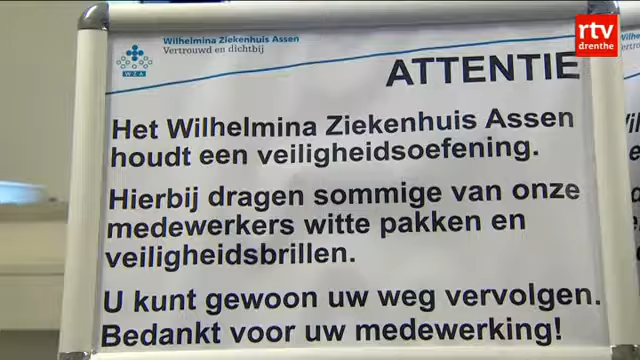 Wilhelmina Ziekenhuis Assen
Vertrouwd en dichtbij
WZA
rtv
drenthe
ATTENTIE
Het Wilhelmina Ziekenhuis Assen
houdt een veiligheidsoefening.
Hierbij dragen sommige van onze
medewerkers witte pakken en
veiligheidsbrillen.
U kunt gewoon uw weg vervolgen.
Bedankt voor uw medewerking!